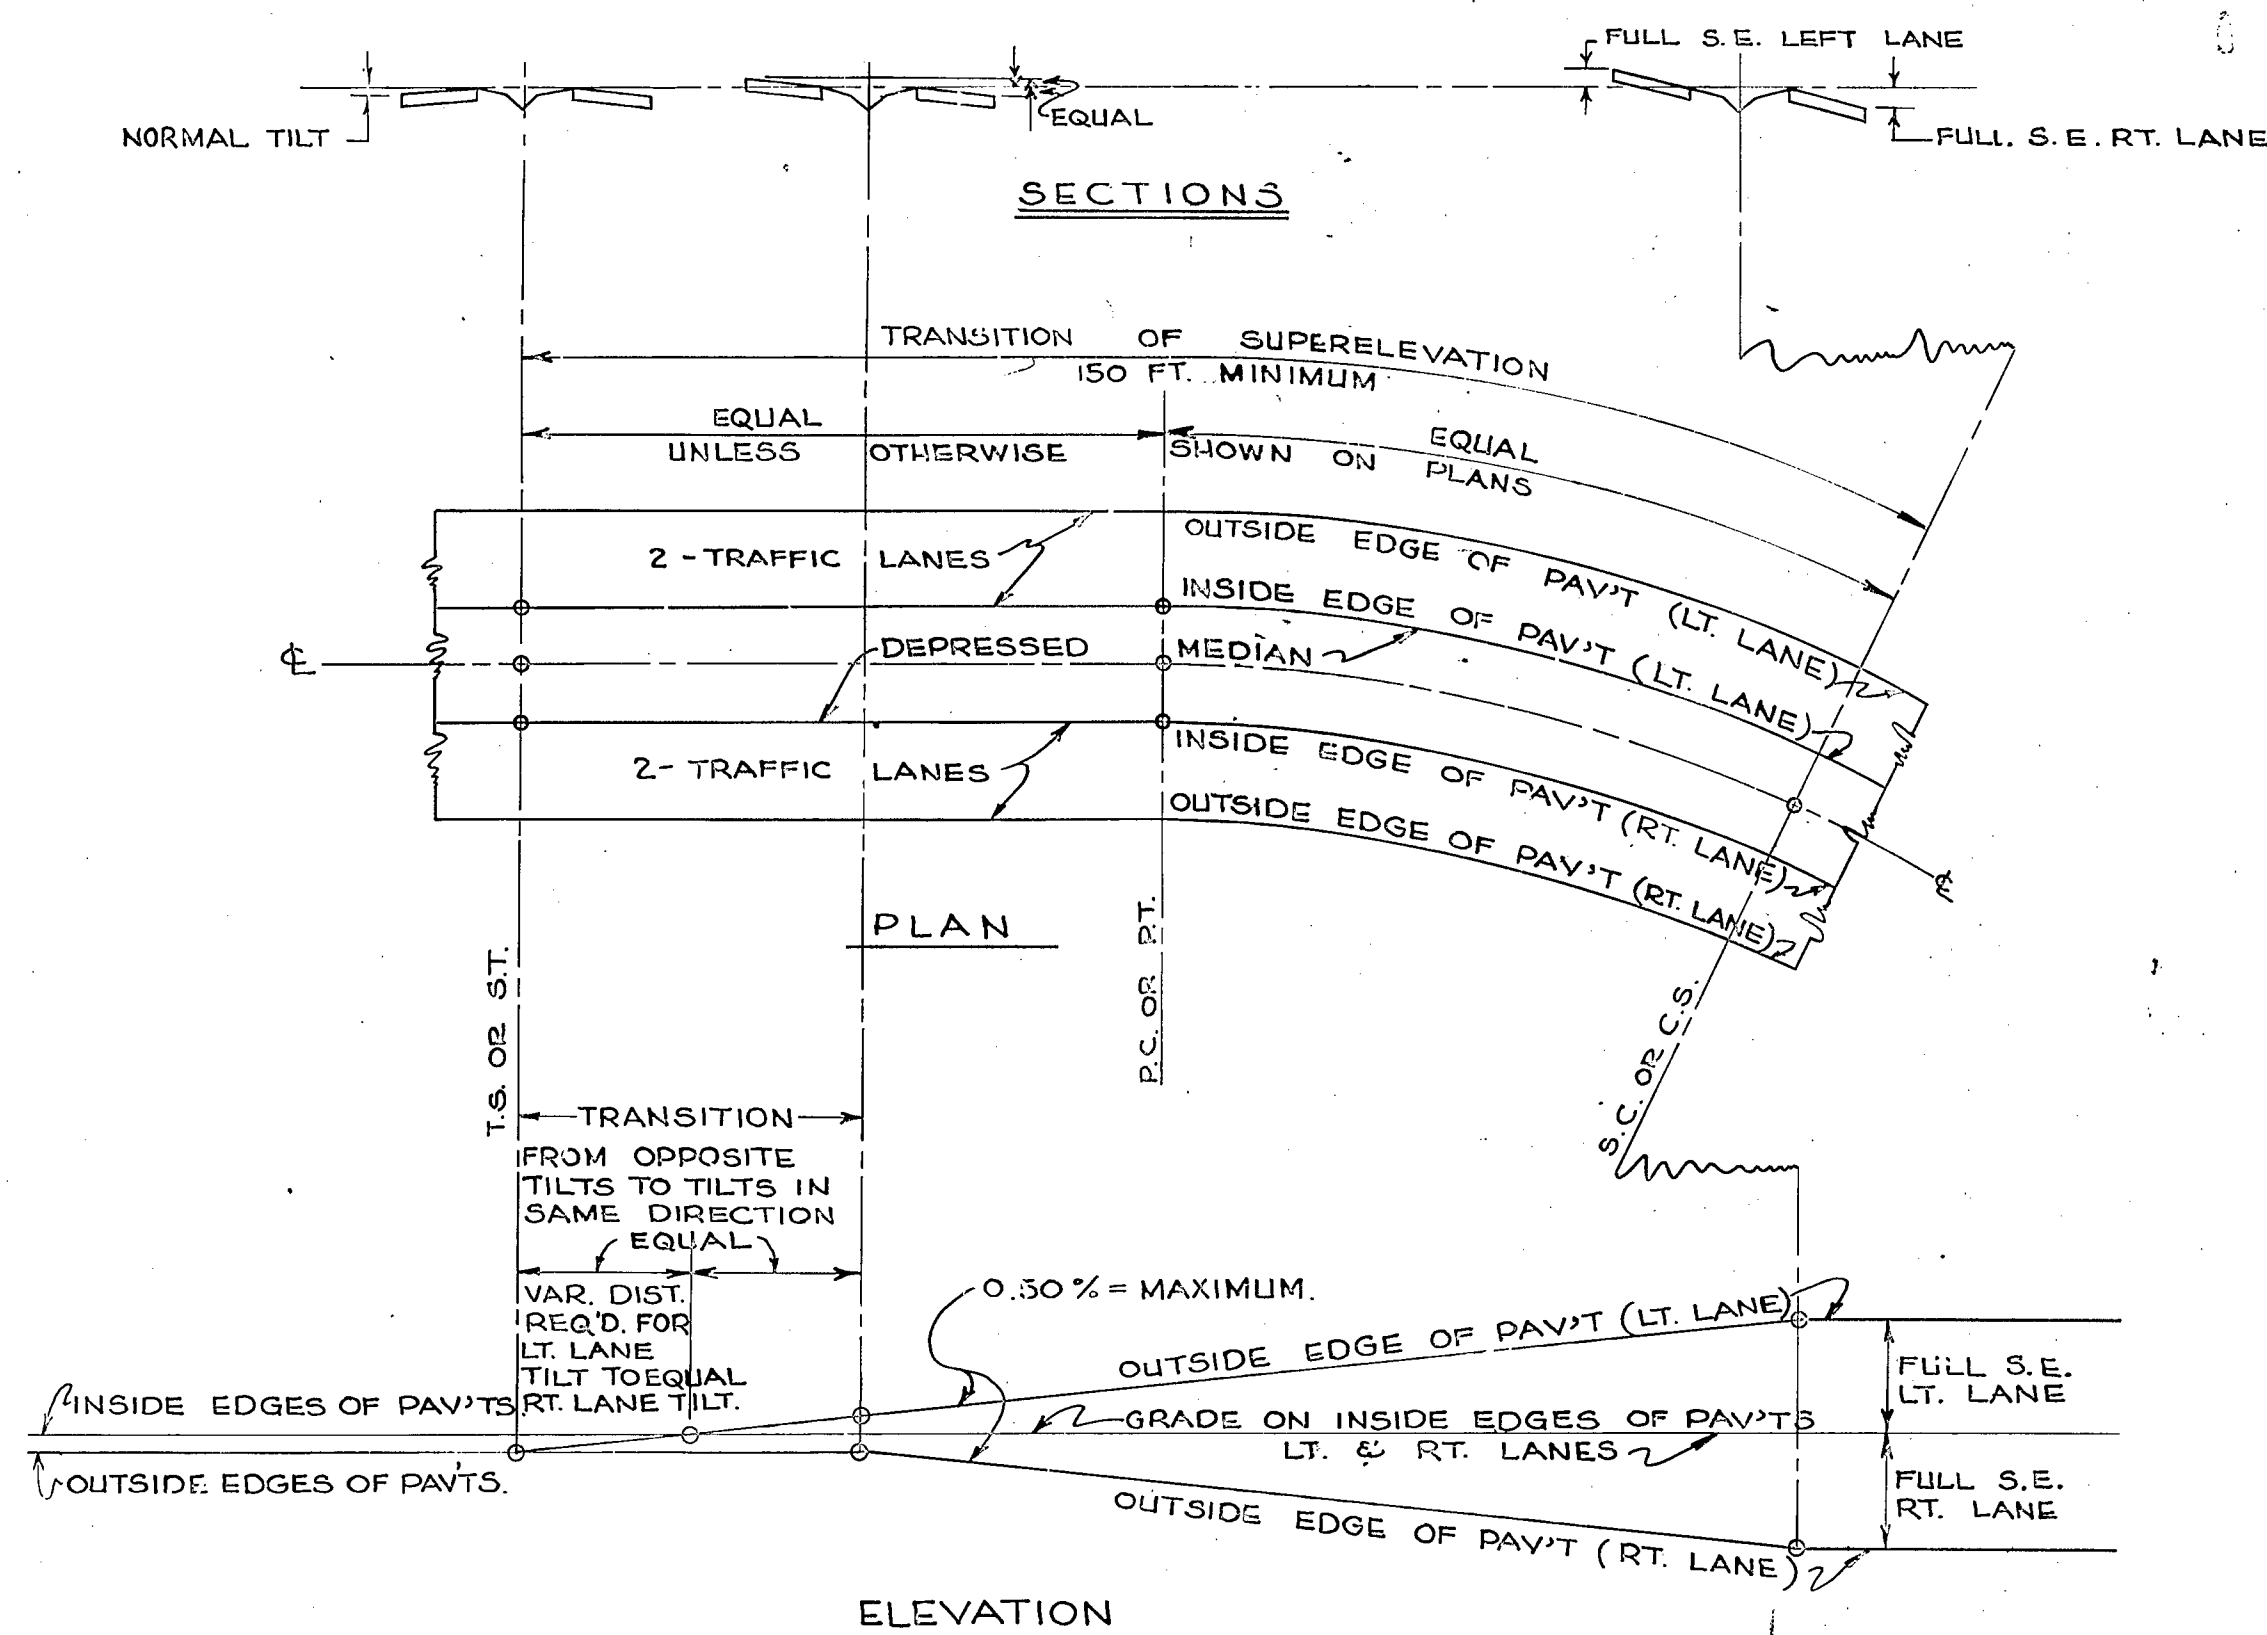 FULL S.E. LEFT LANE
NORMAL TILT
EQUAL
FULL. S.E. RT. LANE
SECTIONS
TRANSITION OF SUPERELEVATION
150 FT. MINIMUM
EQUAL
EQUAL
UNLESS OTHERWISE SHOWN ON PLANS
2-TRAFFIC LANES
OUTSIDE EDGE OF PAV'T (LT. LANE)
INSIDE EDGE OF PAV'T (LT. LANE)
℄
DEPRESSED MEDIAN
2-TRAFFIC LANES
INSIDE EDGE OF PAV'T (RT. LANE)
OUTSIDE EDGE OF PAV'T (RT. LANE)
℄
PLAN
T.S. OR S.T.
P.C. OR P.T.
S.C. OR C.S.
TRANSITION
FROM OPPOSITE
TILTS TO TILTS IN
SAME DIRECTION
EQUAL
VAR. DIST.
REQ'D. FOR
LT. LANE
TILT TO EQUAL
RT. LANE TILT.
0.50% = MAXIMUM.
OUTSIDE EDGE OF PAV'T (LT. LANE)
FULL S.E.
LT. LANE
INSIDE EDGES OF PAV'TS
GRADE ON INSIDE EDGES OF PAV'TS
LT. & RT. LANES
OUTSIDE EDGES OF PAV'TS.
FULL S.E.
RT. LANE
OUTSIDE EDGE OF PAV'T (RT. LANE)
ELEVATION